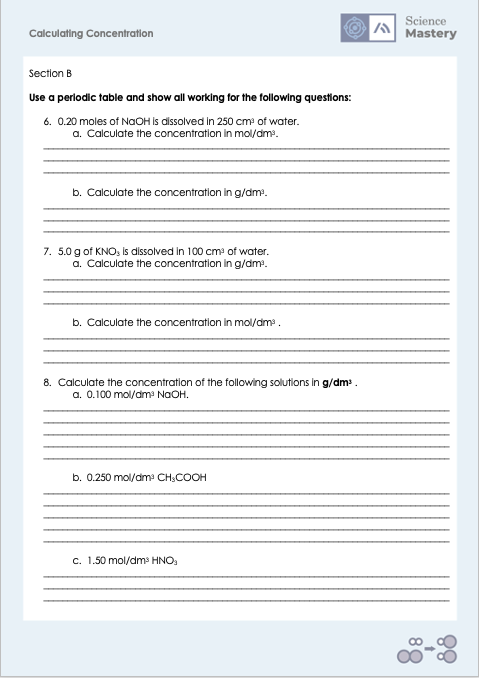 Calculating Concentration
Science
Mastery
Section B
Use a periodic table and show all working for the following questions:
6. 0.20 moles of NaOH is dissolved in 250 cm³ of water.
a. Calculate the concentration in mol/dm³.
b. Calculate the concentration in g/dm³.
7. 5.0 g of KNO₃ is dissolved in 100 cm³ of water.
a. Calculate the concentration in g/dm³.
b. Calculate the concentration in mol/dm³ .
8. Calculate the concentration of the following solutions in g/dm³ .
a. 0.100 mol/dm³ NaOH.
b. 0.250 mol/dm³ CH₃COOH
c. 1.50 mol/dm³ HNO₃